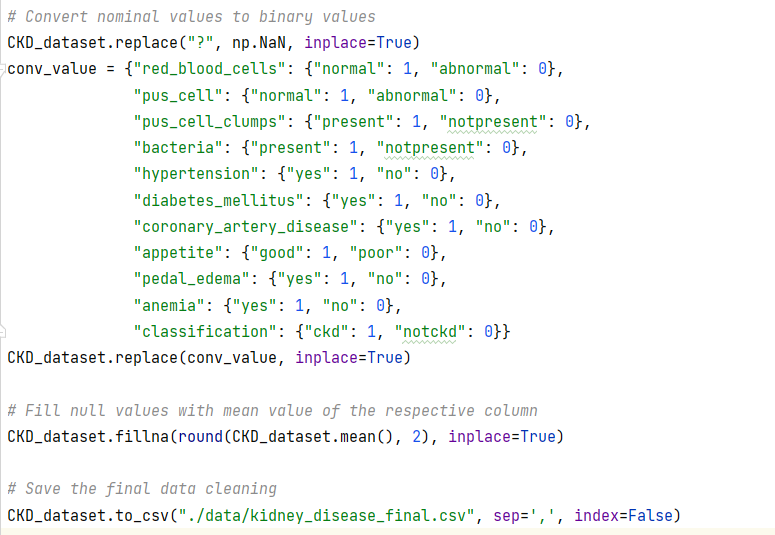 # Convert nominal values to binary values
CKD_dataset.replace("?", np.NaN, inplace=True)
conv_value = {"red_blood_cells": {"normal": 1, "abnormal": 0},
              "pus_cell": {"normal": 1, "abnormal": 0},
              "pus_cell_clumps": {"present": 1, "notpresent": 0},
              "bacteria": {"present": 1, "notpresent": 0},
              "hypertension": {"yes": 1, "no": 0},
              "diabetes_mellitus": {"yes": 1, "no": 0},
              "coronary_artery_disease": {"yes": 1, "no": 0},
              "appetite": {"good": 1, "poor": 0},
              "pedal_edema": {"yes": 1, "no": 0},
              "anemia": {"yes": 1, "no": 0},
              "classification": {"ckd": 1, "notckd": 0}}
CKD_dataset.replace(conv_value, inplace=True)

# Fill null values with mean value of the respective column
CKD_dataset.fillna(round(CKD_dataset.mean(), 2), inplace=True)

# Save the final data cleaning
CKD_dataset.to_csv("./data/kidney_disease_final.csv", sep=',', index=False)